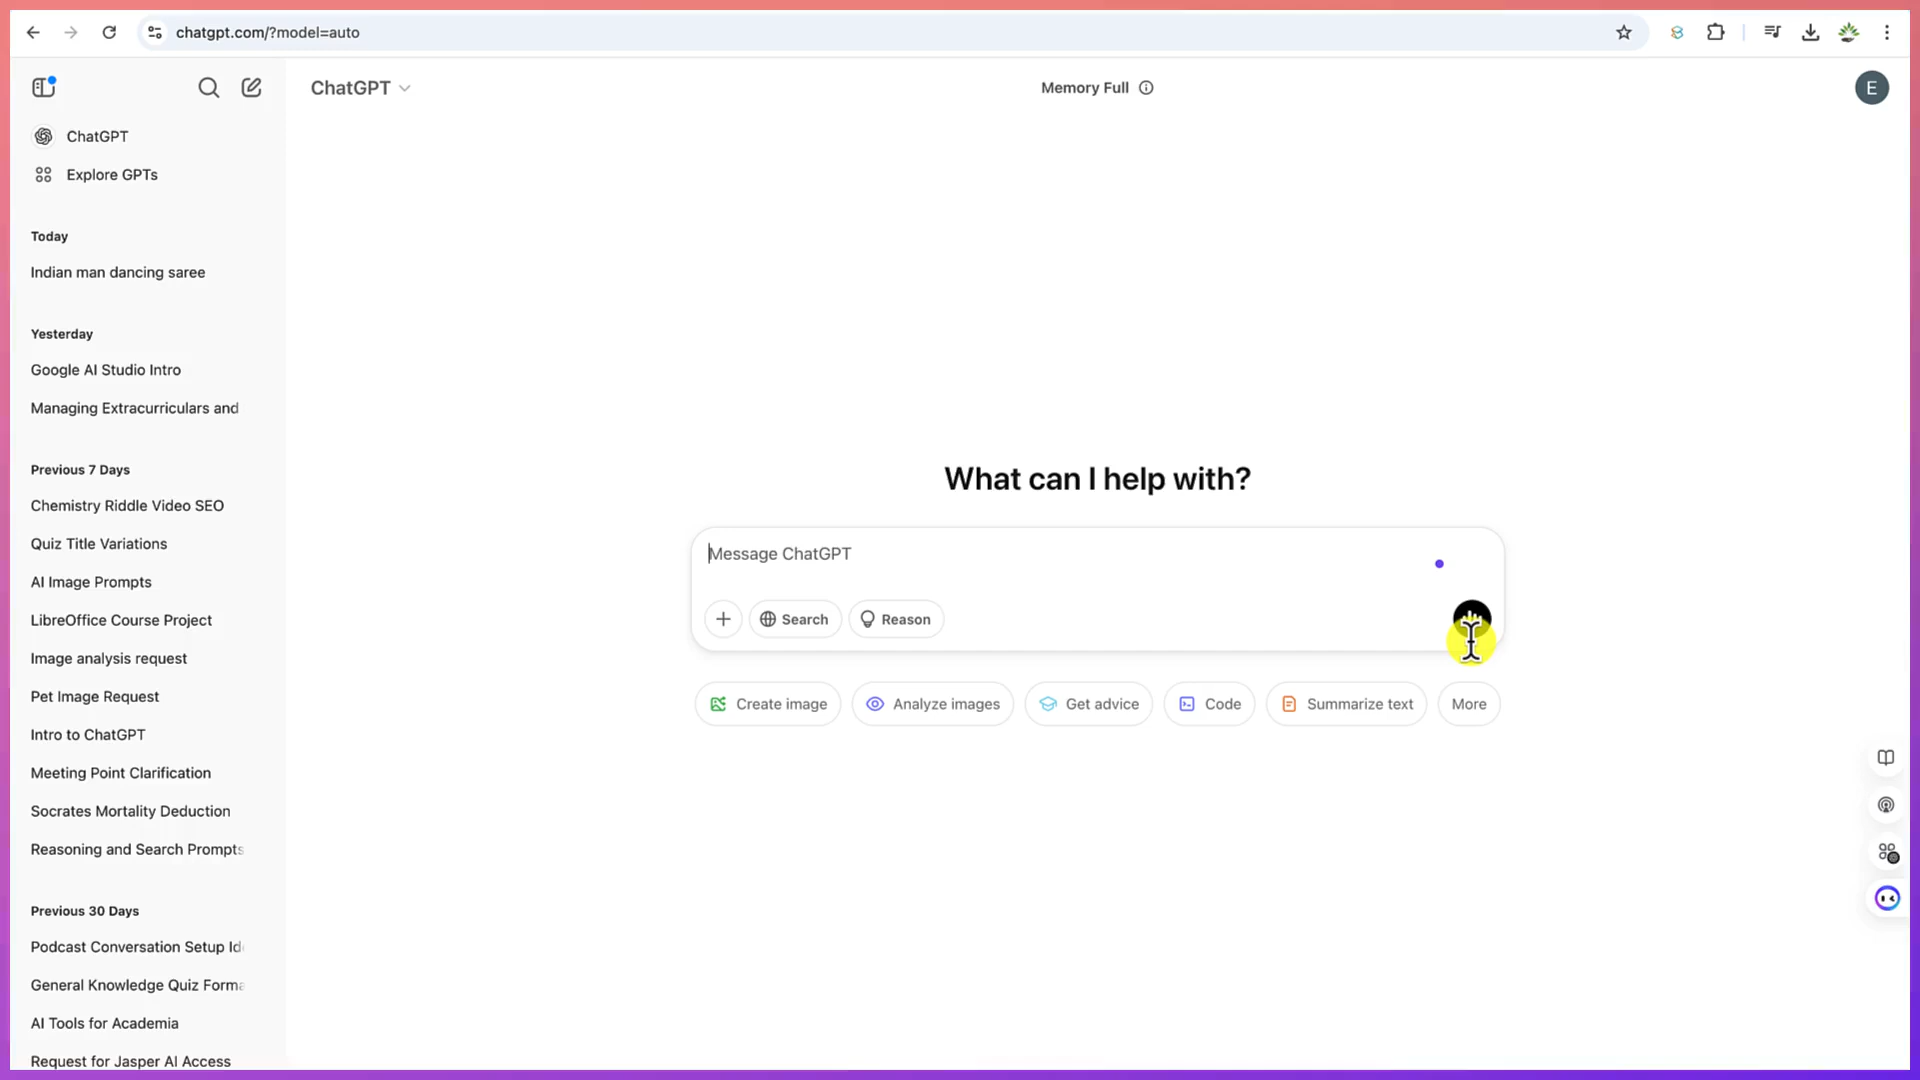 chatgpt.com/?model=auto
ChatGPT
Memory Full
E
ChatGPT
Explore GPTs
Today
Indian man dancing saree
Yesterday
Google AI Studio Intro
Managing Extracurriculars and
Previous 7 Days
Chemistry Riddle Video SEO
Quiz Title Variations
AI Image Prompts
LibreOffice Course Project
Image analysis request
Pet Image Request
Intro to ChatGPT
Meeting Point Clarification
Socrates Mortality Deduction
Reasoning and Search Prompts
Previous 30 Days
Podcast Conversation Setup Id
General Knowledge Quiz Forma
AI Tools for Academia
Request for Jasper AI Access
What can I help with?
Message ChatGPT
Search Reason
Create image Analyze images Get advice Code Summarize text More